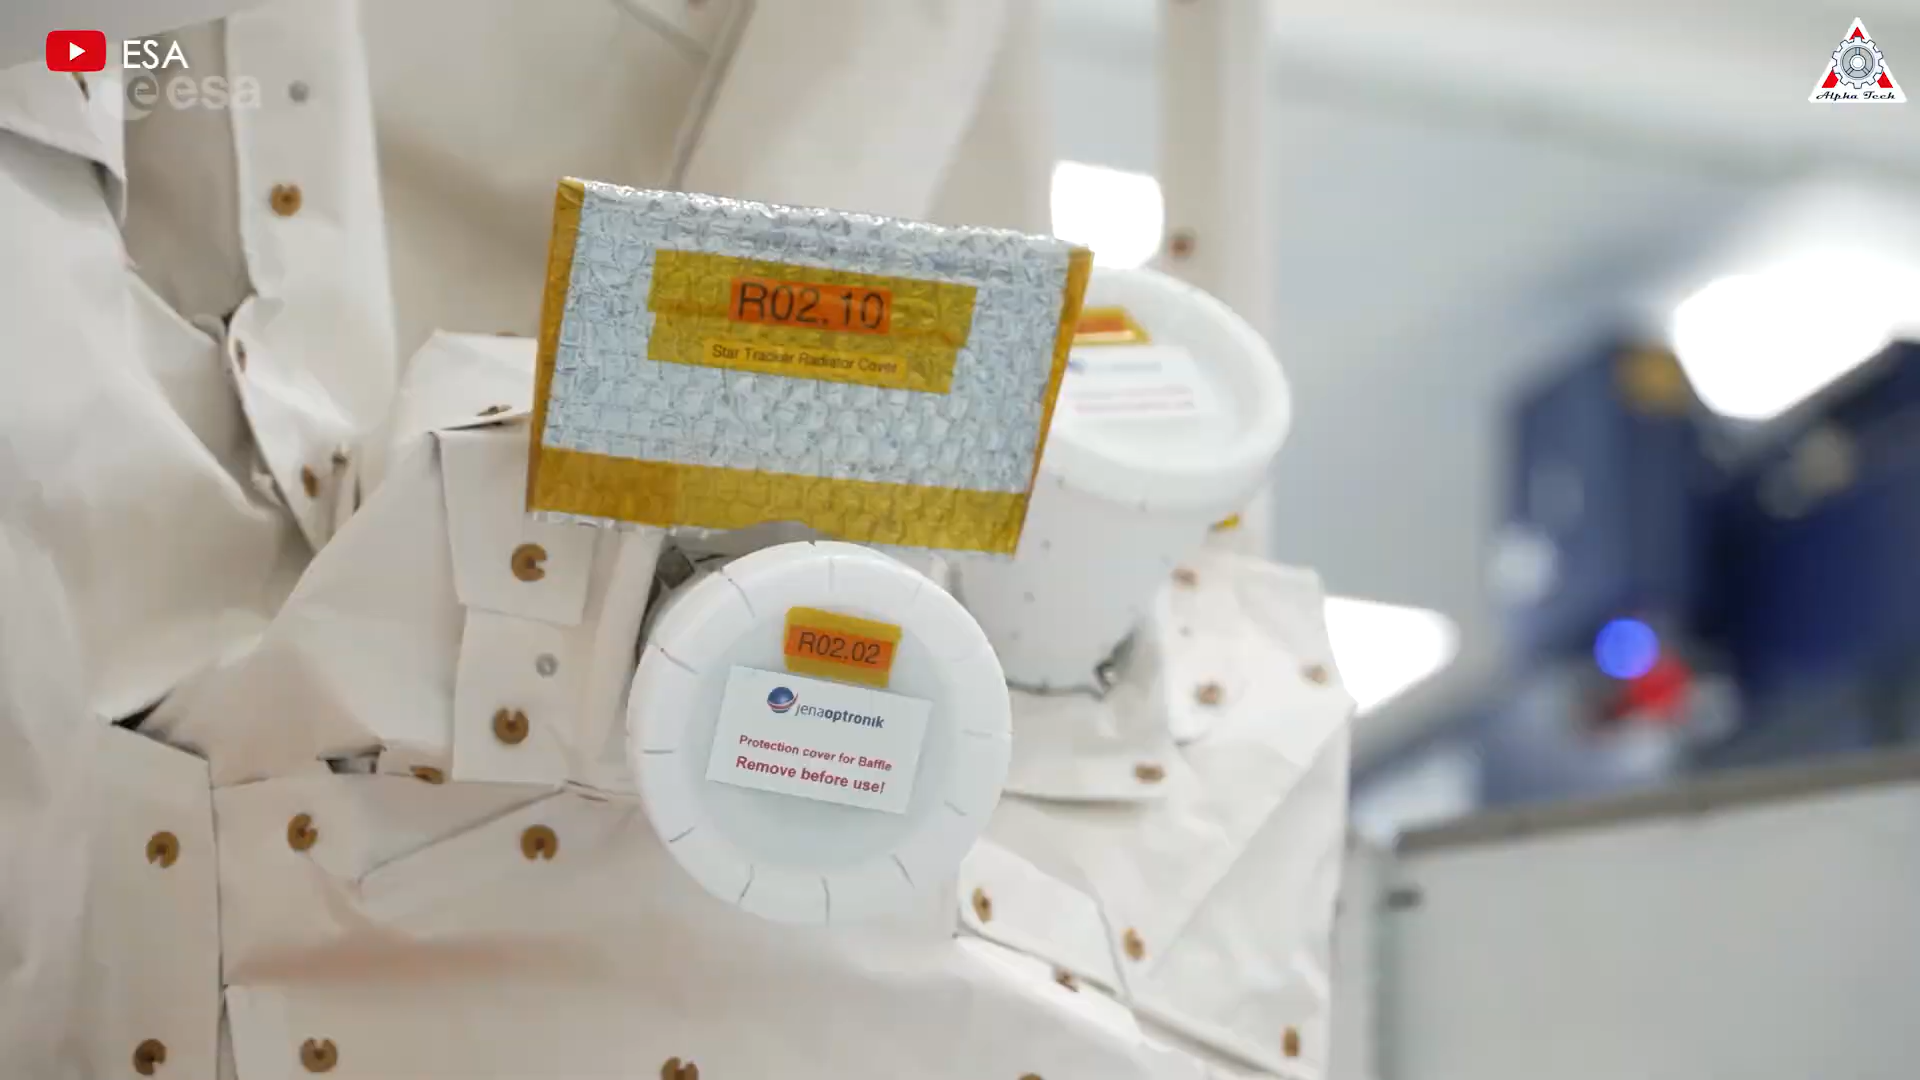 ESA
esa
Alpha Tech
R02.10
Star Tracker Radiator Cover
R02.02
jenaoptronik
Protection cover for Baffle
Remove before use!